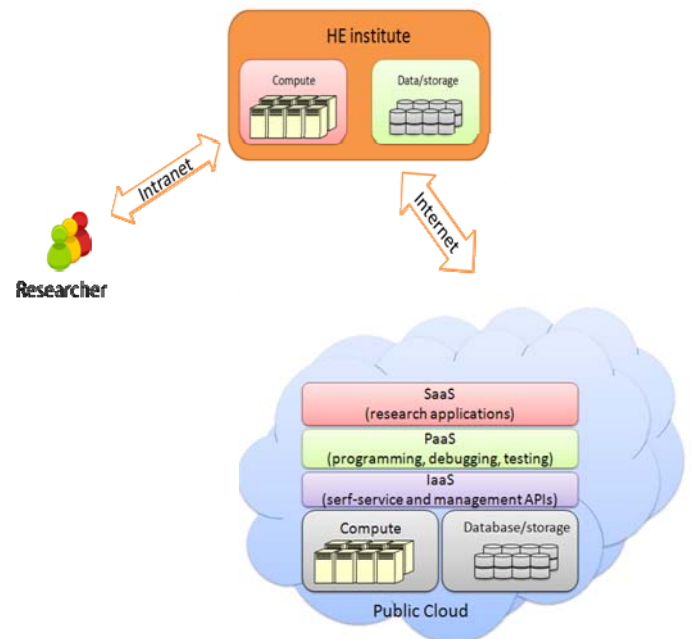 HE institute
Compute
Data/storage
Intranet
Internet
Researcher
SaaS
(research applications)
PaaS
(programming, debugging, testing)
IaaS
(serf-service and management APIs)
Compute
Database/storage
Public Cloud